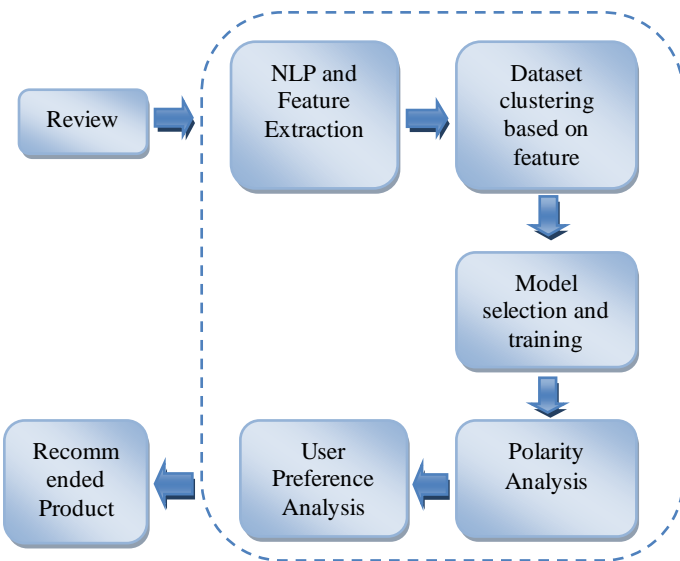 Review
NLP and
Feature
Extraction
Dataset
clustering
based on
feature
Model
selection and
training
Polarity
Analysis
User
Preference
Analysis
Recomm
ended
Product